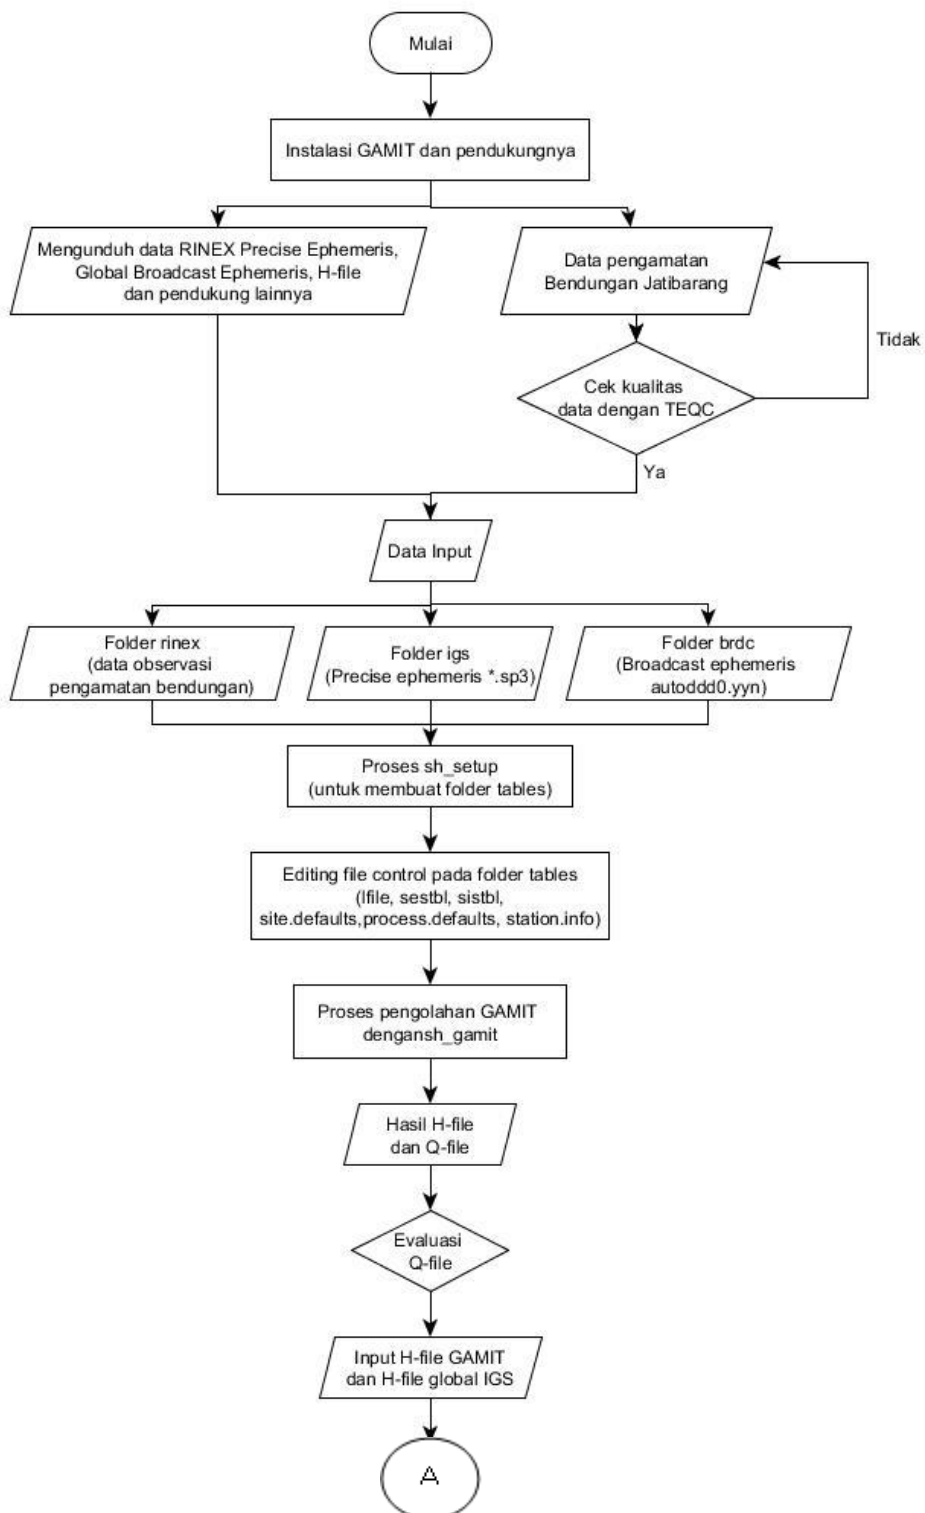 Mulai
Instalasi GAMIT dan pendukungnya
Mengunduh data RINEX Precise Ephemeris,
Global Broadcast Ephemeris, H-file
dan pendukung lainnya
Data pengamatan
Bendungan Jatibarang
Tidak
Cek kualitas
data dengan TEQC
Ya
Data Input
Folder rinex
(data observasi
pengamatan bendungan)
Folder igs
(Precise ephemeris *.sp3)
Folder brdc
(Broadcast ephemeris
autoddd0.yyn)
Proses sh_setup
(untuk membuat folder tables)
Editing file control pada folder tables
(lfile, sestbl, sistbl,
site.defaults,process.defaults, station.info)
Proses pengolahan GAMIT
dengansh_gamit
Hasil H-file
dan Q-file
Evaluasi
Q-file
Input H-file GAMIT
dan H-file global IGS
A